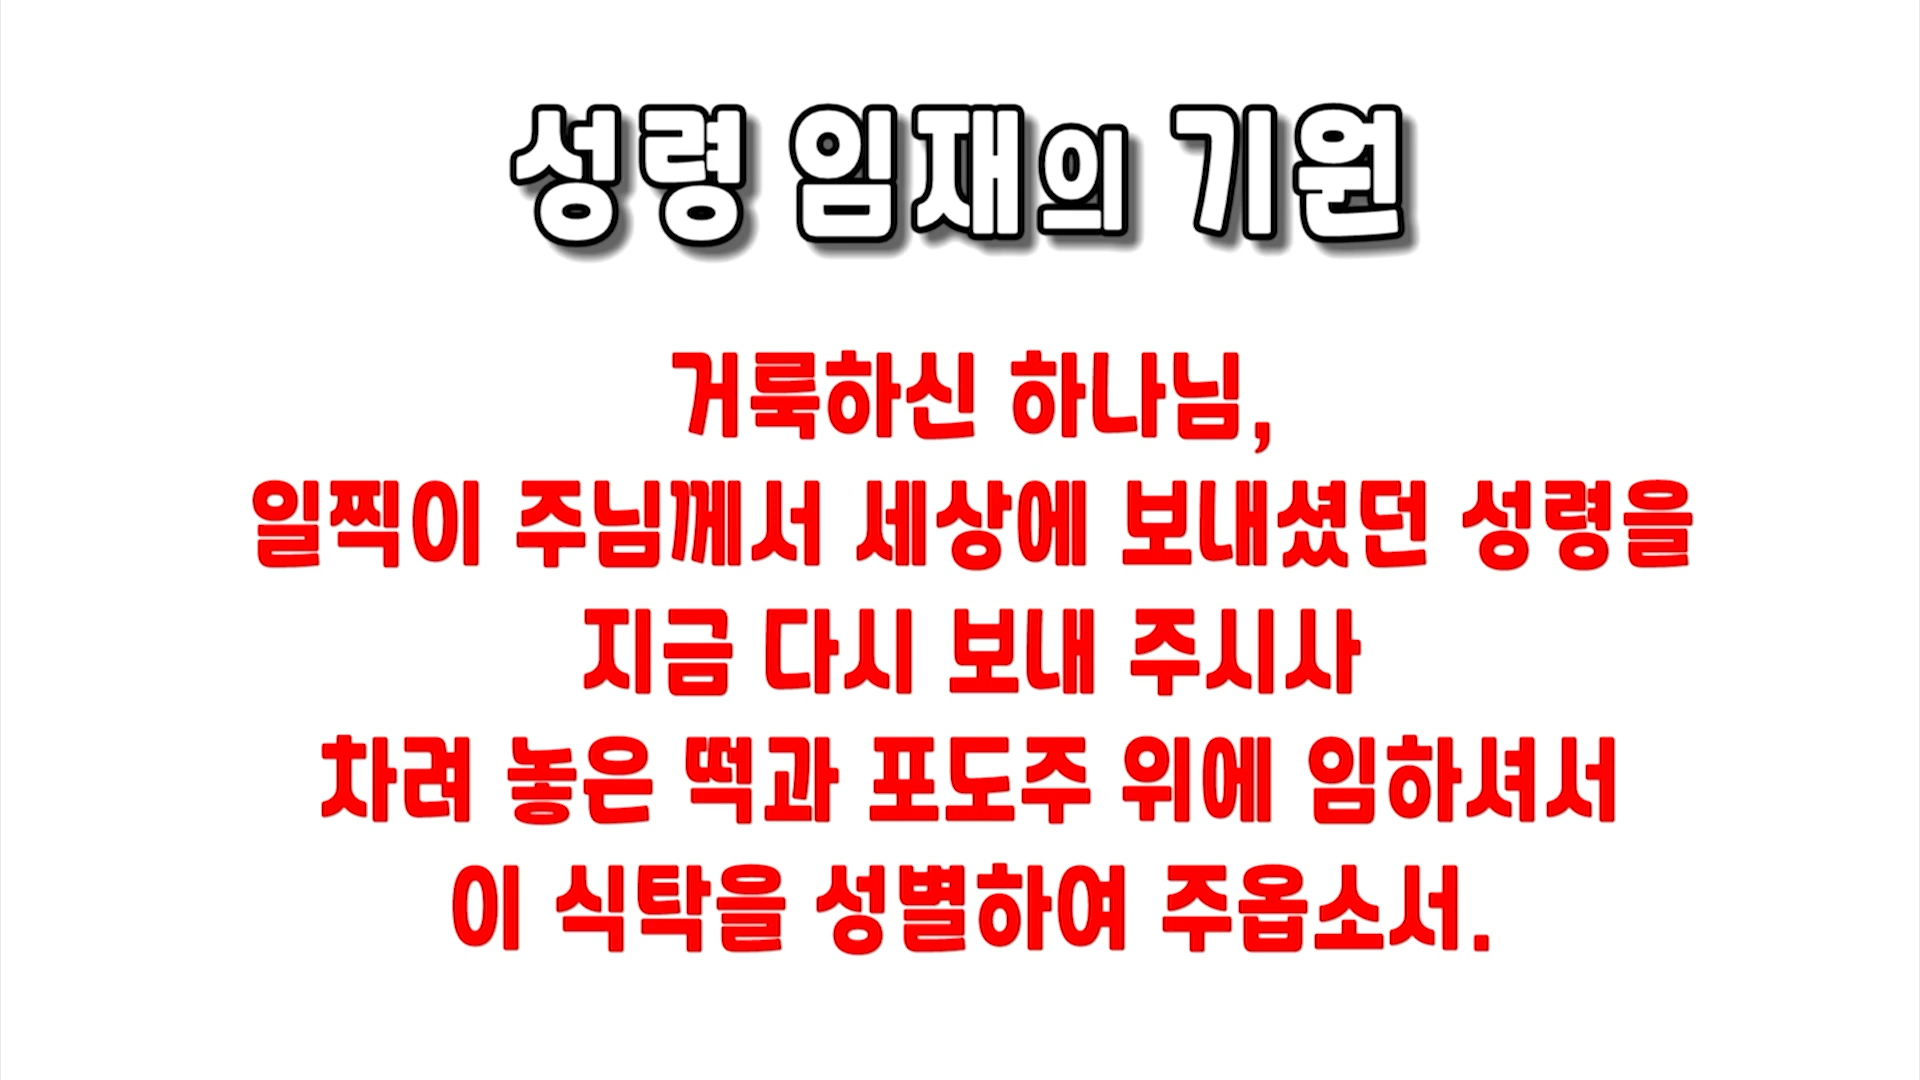 성령 임재의 기원
거룩하신 하나님,
일찍이 주님께서 세상에 보내셨던 성령을
지금 다시 보내 주시사
차려 놓은 떡과 포도주 위에 임하셔서
이 식탁을 성별하여 주옵소서.